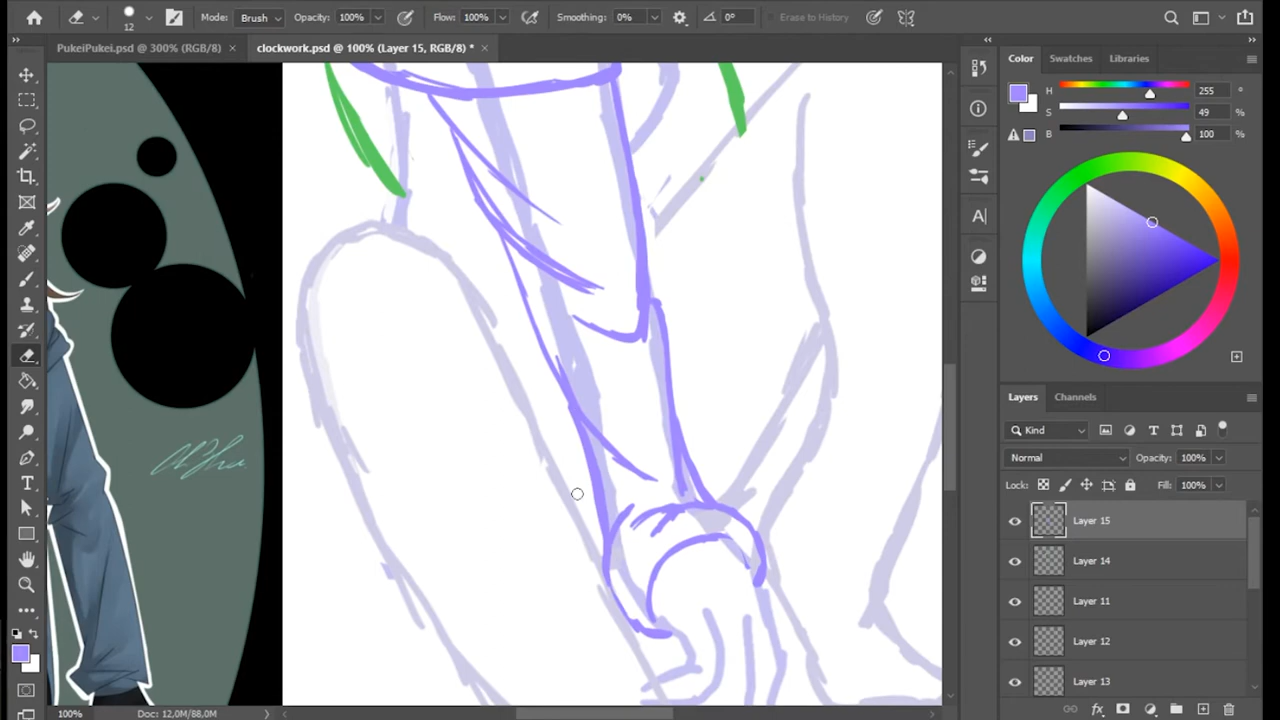 12
Mode: Brush
Opacity: 100%
Flow: 100%
Smoothing: 0%
0°
Erase to History
PukeiPukei.psd @ 300% (RGB/8) ×
clockwork.psd @ 100% (Layer 15, RGB/8) * ×
Color
Swatches
Libraries
H 255 °
S 49 %
B 100 %
Layers
Channels
Kind
Normal
Opacity: 100%
Lock:
Fill: 100%
Layer 15
Layer 14
Layer 11
Layer 12
Layer 13
100%
Doc: 12,0M/88,0M